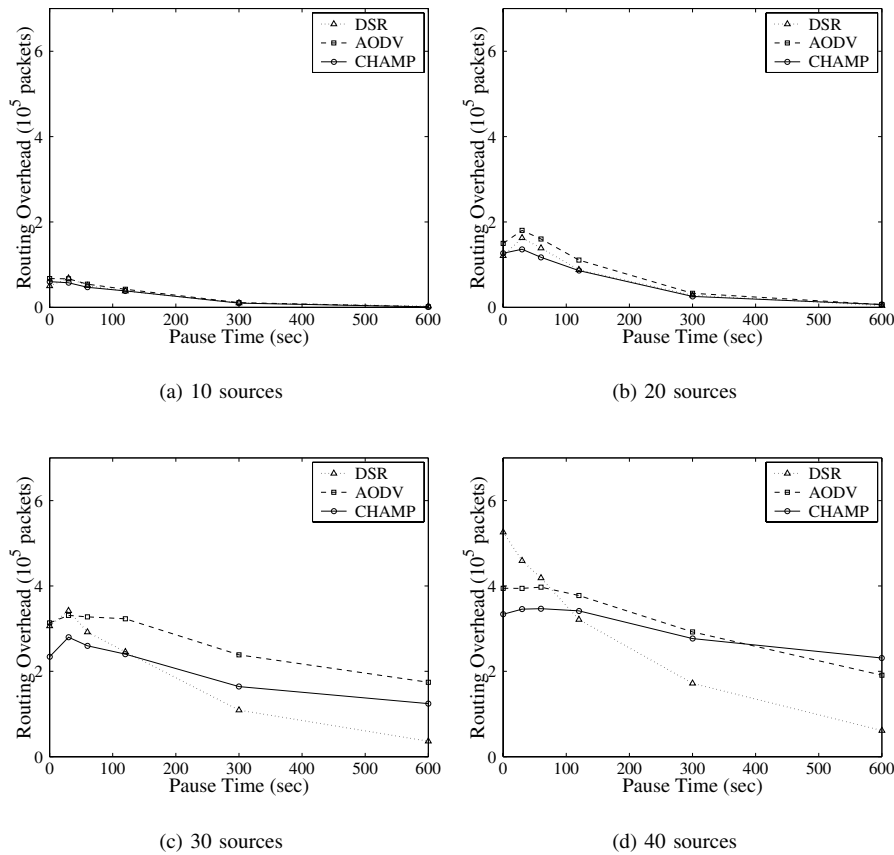 DSR
AODV
CHAMP
6
4
2
0
0 100 200 300 400 500 600
Routing Overhead (10^5 packets)
Pause Time (sec)
(a) 10 sources
DSR
AODV
CHAMP
6
4
2
0
0 100 200 300 400 500 600
Routing Overhead (10^5 packets)
Pause Time (sec)
(b) 20 sources
DSR
AODV
CHAMP
6
4
2
0
0 100 200 300 400 500 600
Routing Overhead (10^5 packets)
Pause Time (sec)
(c) 30 sources
DSR
AODV
CHAMP
6
4
2
0
0 100 200 300 400 500 600
Routing Overhead (10^5 packets)
Pause Time (sec)
(d) 40 sources